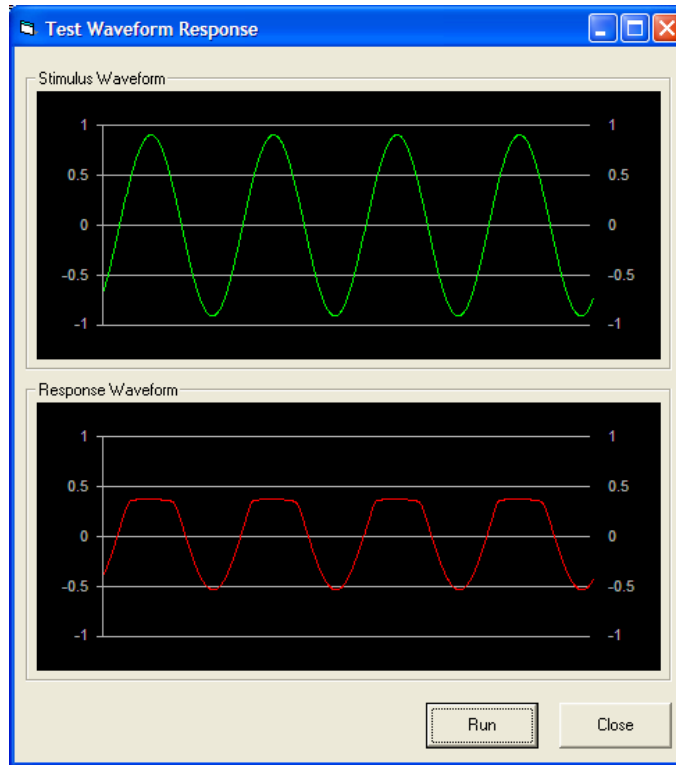 Test Waveform Response
Stimulus Waveform
1 1
0.5 0.5
0 0
-0.5 -0.5
-1 -1
Response Waveform
1 1
0.5 0.5
0 0
-0.5 -0.5
-1 -1
Run Close